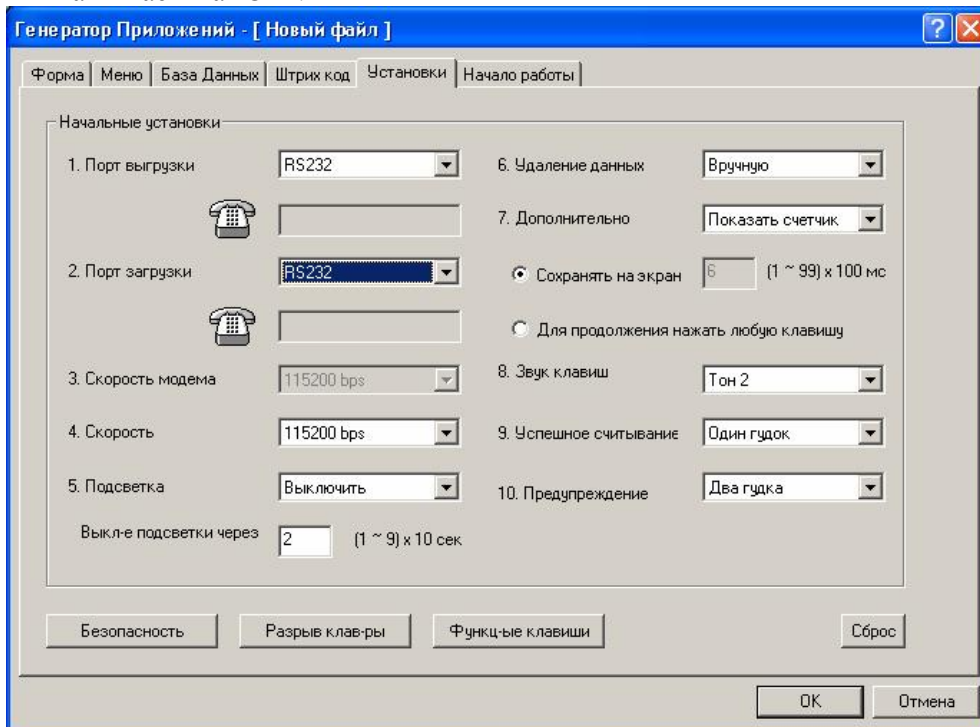 Генератор Приложений - [ Новый файл ]
Форма Меню База Данных Штрих код Установки Начало работы
Начальные установки
1. Порт выгрузки RS232
2. Порт загрузки RS232
3. Скорость модема 115200 bps
4. Скорость 115200 bps
5. Подсветка Выключить
Выкл-е подсветки через 2 (1 ~ 9) x 10 сек
6. Удаление данных Вручную
7. Дополнительно Показать счетчик
Сохранять на экран 6 (1 ~ 99) x 100 мс
Для продолжения нажать любую клавишу
8. Звук клавиш Тон 2
9. Успешное считывание Один гудок
10. Предупреждение Два гудка
Безопасность Разрыв клав-ры Функц-ые клавиши Сброс
OK Отмена